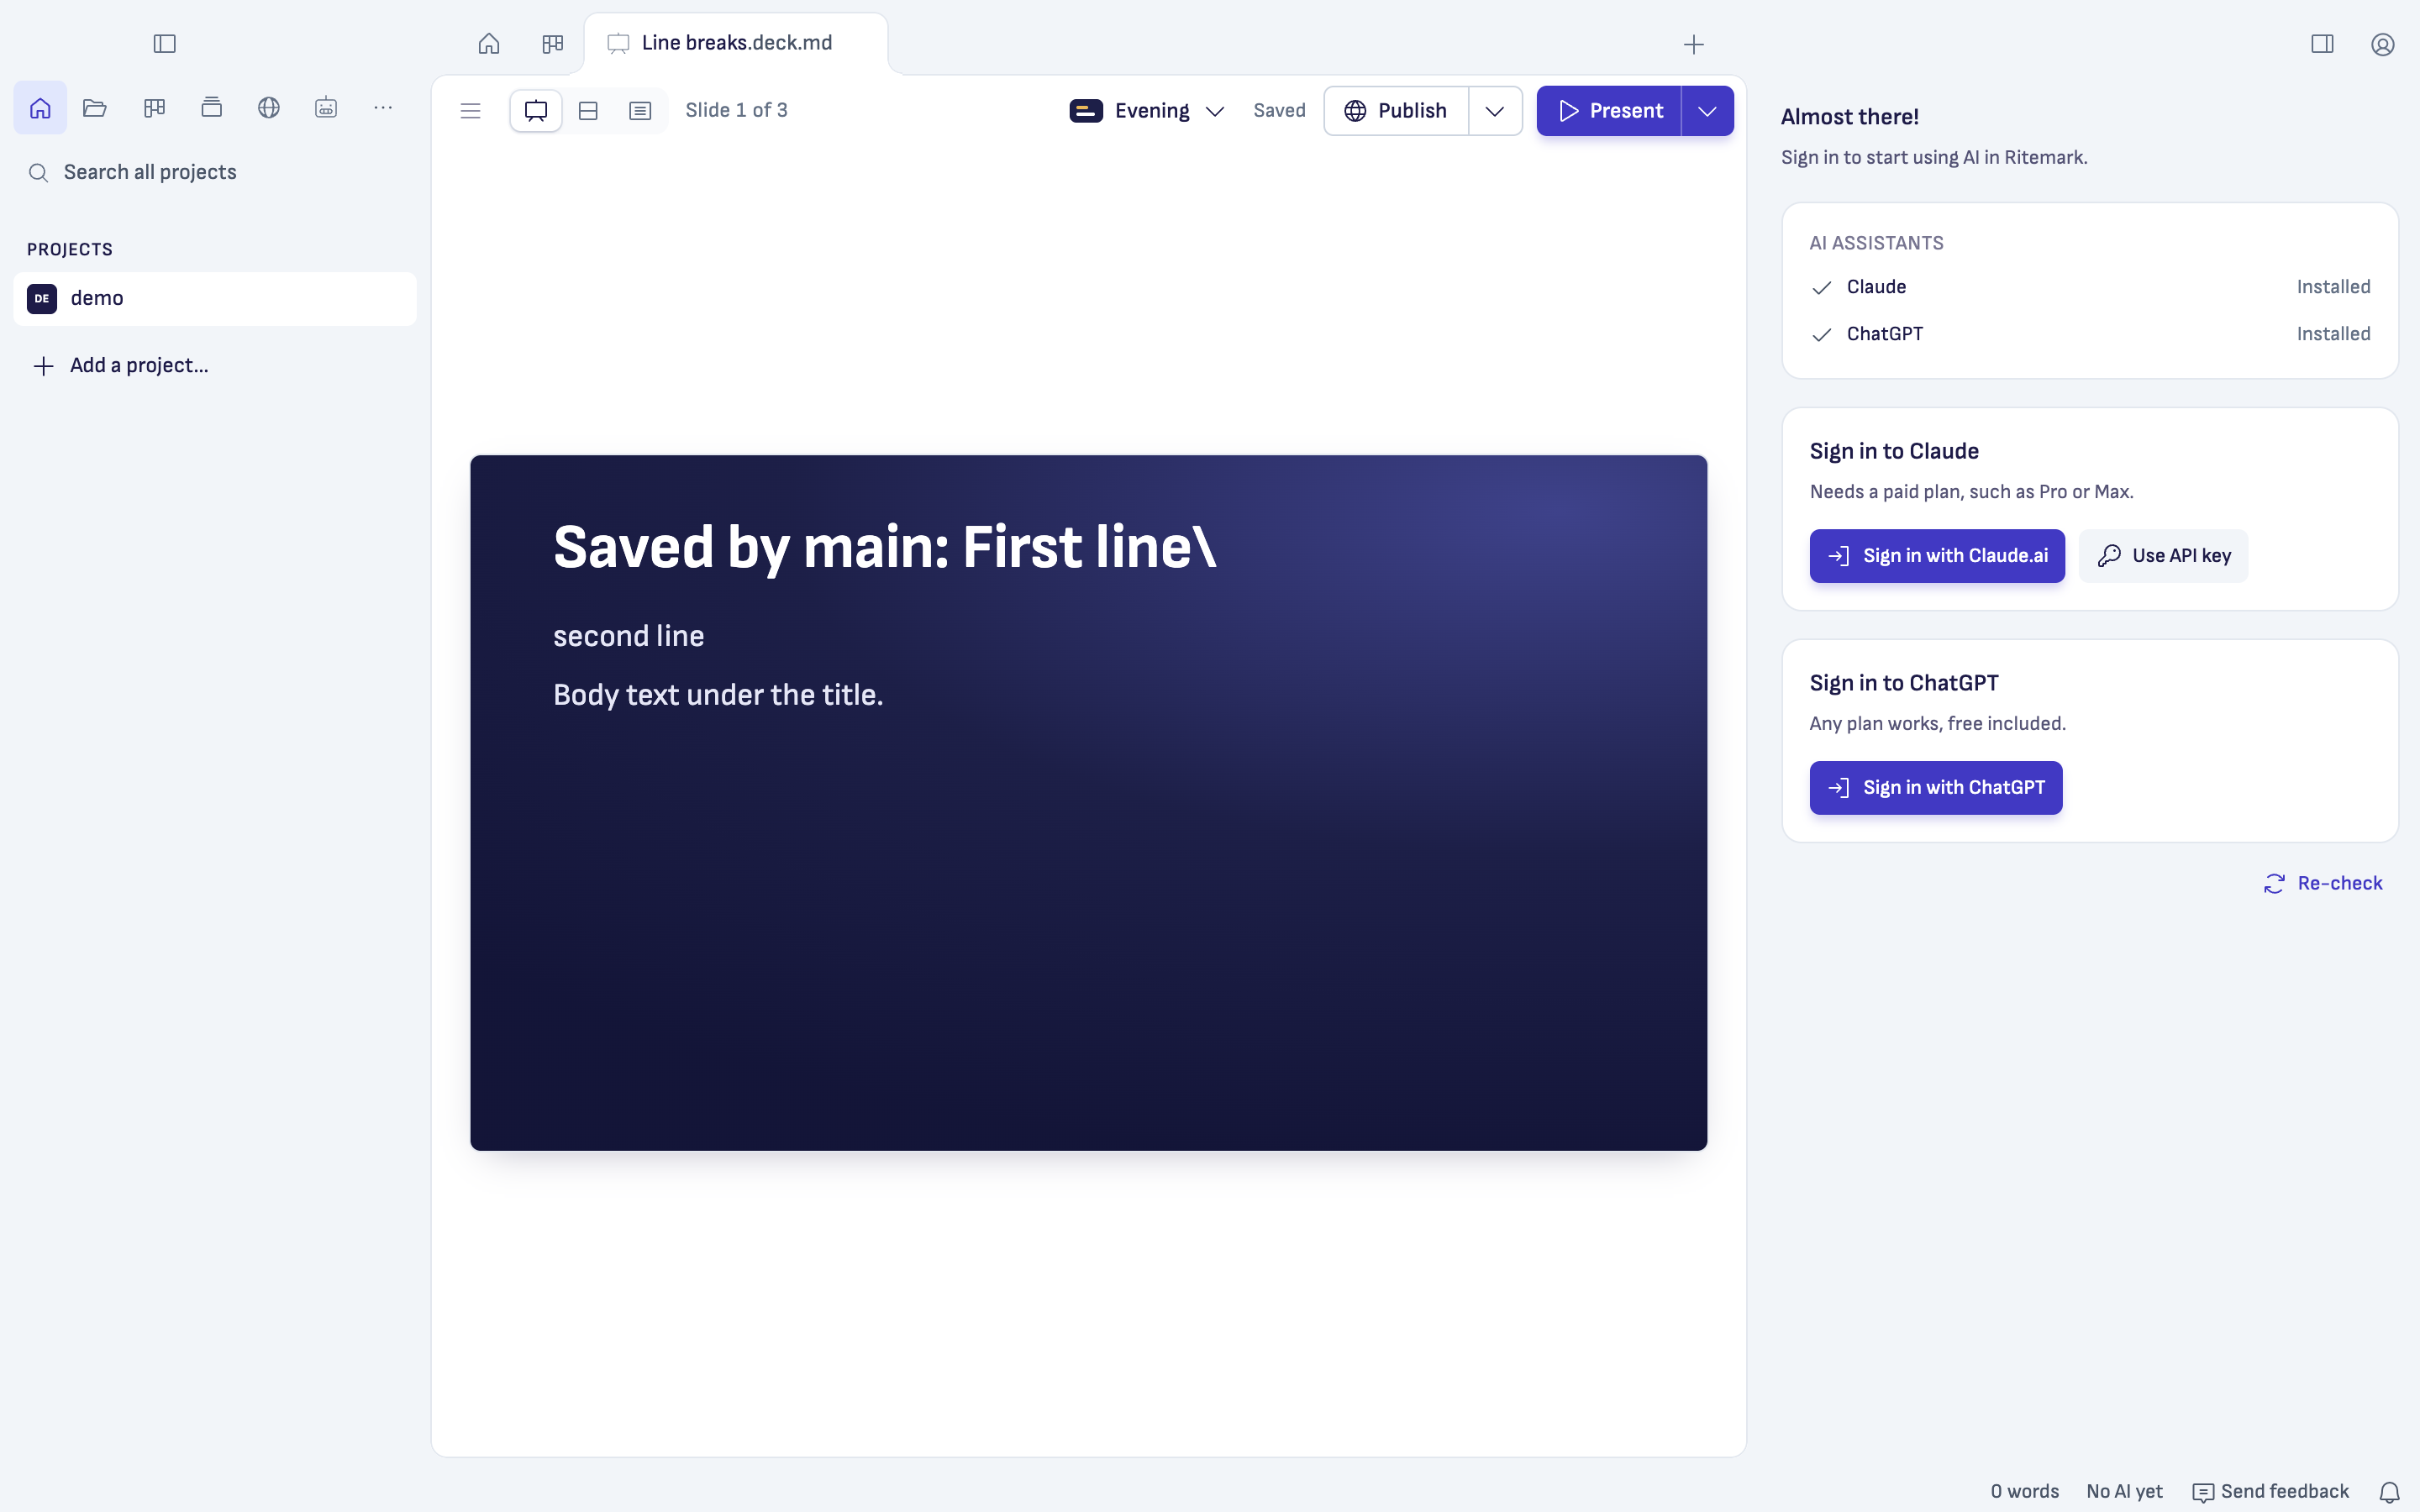 Line breaks.deck.md
Slide 1 of 3
Evening
Saved
Publish
Present
Search all projects
PROJECTS
DE
demo
Add a project...
Saved by main: First line\
second line
Body text under the title.
Almost there!
Sign in to start using AI in Ritemark.
AI ASSISTANTS
Claude
Installed
ChatGPT
Installed
Sign in to Claude
Needs a paid plan, such as Pro or Max.
Sign in with Claude.ai
Use API key
Sign in to ChatGPT
Any plan works, free included.
Sign in with ChatGPT
Re-check
0 words
No AI yet
Send feedback